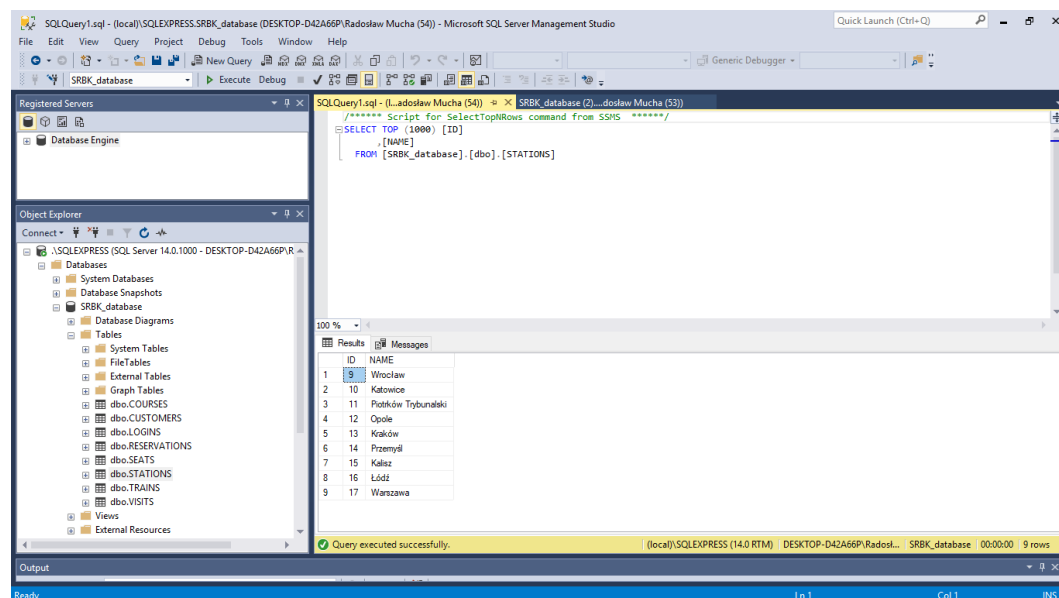 SQLQuery1.sql - (local)\SQLEXPRESS.SRBK_database (DESKTOP-D42A66P\Radosław Mucha (54)) - Microsoft SQL Server Management Studio
Quick Launch (Ctrl+Q)
File Edit View Query Project Debug Tools Window Help
New Query
Generic Debugger
SRBK_database
Execute Debug
Registered Servers
Database Engine
SQLQuery1.sql - (l...adosław Mucha (54))
SRBK_database (2)....dosław Mucha (53))
/****** Script for SelectTopNRows command from SSMS ******/
SELECT TOP (1000) [ID]
,[NAME]
FROM [SRBK_database].[dbo].[STATIONS]
Object Explorer
Connect
.\SQLEXPRESS (SQL Server 14.0.1000 - DESKTOP-D42A66P\R
Databases
System Databases
Database Snapshots
SRBK_database
Database Diagrams
Tables
System Tables
FileTables
External Tables
Graph Tables
dbo.COURSES
dbo.CUSTOMERS
dbo.LOGINS
dbo.RESERVATIONS
dbo.SEATS
dbo.STATIONS
dbo.TRAINS
dbo.VISITS
Views
External Resources
100 %
Results Messages
ID NAME
1 9 Wrocław
2 10 Katowice
3 11 Piotrków Trybunalski
4 12 Opole
5 13 Kraków
6 14 Przemyśl
7 15 Kalisz
8 16 Łódź
9 17 Warszawa
Query executed successfully.
(local)\SQLEXPRESS (14.0 RTM) DESKTOP-D42A66P\Radosł... SRBK_database 00:00:00 9 rows
Output
Ready Ln 1 Col 1 INS